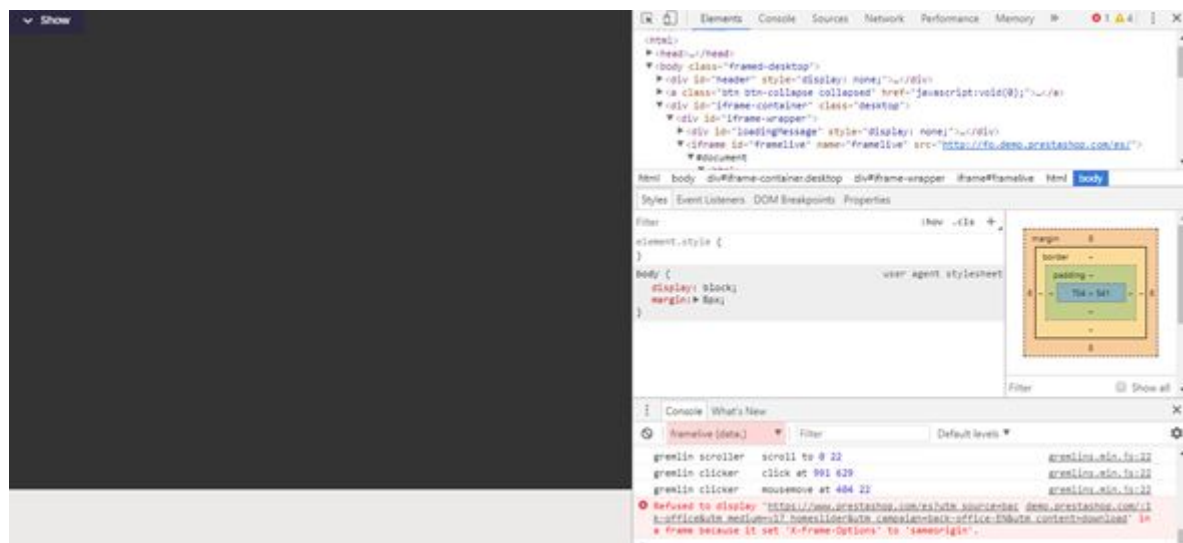 Show
Elements Console Sources Network Performance Memory » 1 4
<html>
<head>…</head>
<body class="framed-desktop">
<div id="header" style="display: none;">…</div>
<a class="btn btn-collapse collapsed" href="javascript:void(0);">…</a>
<div id="iframe-container" class="desktop">
<div id="iframe-wrapper">
<div id="loadingMessage" style="display: none;">…</div>
<iframe id="framelive" name="framelive" src="http://fo.demo.prestashop.com/es/">
#document
<html>
html body div#iframe-container.desktop div#iframe-wrapper iframe#framelive html body
Styles Event Listeners DOM Breakpoints Properties
Filter :hov .cls +
element.style {
}
body { user agent stylesheet
display: block;
margin: 8px;
}
margin 8
border -
padding -
8 - - - - 8
-
-
8
Filter Show all
Console What's New
framelive (data:) Filter Default levels
gremlin scroller scroll to 0 22 gremlins.min.js:22
gremlin clicker click at 991 629 gremlins.min.js:22
gremlin clicker mousemove at 484 22 gremlins.min.js:22
Refused to display 'https://www.prestashop.com/es?utm_source=bac demo.prestashop.com/:1
k-office&utm_medium=v17_homeslider&utm_campaign=back-office-EN&utm_content=download' in
a frame because it set 'X-Frame-Options' to 'sameorigin'.